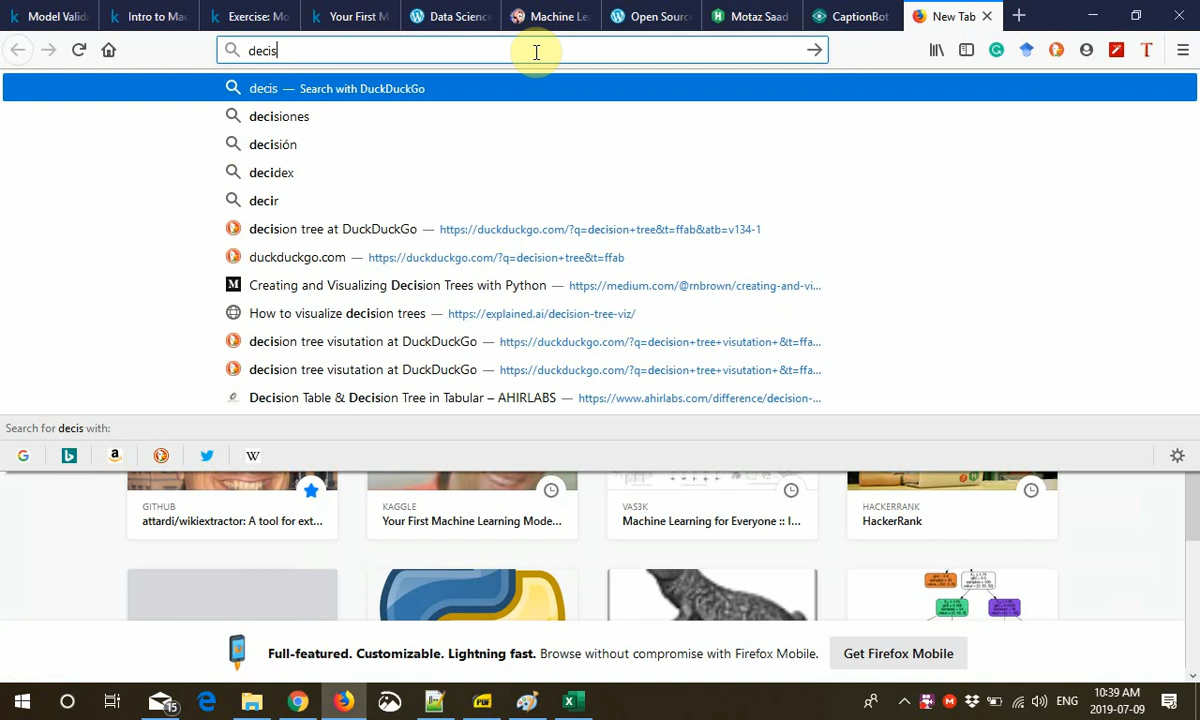 Model Valid
Intro to Ma
Exercise: Mo
Your First M
Data Science
Machine Le
Open Sourc
Motaz Saad
CaptionBot
New Tab
decis
decis — Search with DuckDuckGo
decisiones
decisión
decidex
decir
decision tree at DuckDuckGo — https://duckduckgo.com/?q=decision+tree&t=ffab&atb=v134-1
duckduckgo.com — https://duckduckgo.com/?q=decision+tree&t=ffab
Creating and Visualizing Decision Trees with Python — https://medium.com/@rnbrown/creating-and-vi...
How to visualize decision trees — https://explained.ai/decision-tree-viz/
decision tree visutation at DuckDuckGo — https://duckduckgo.com/?q=decision+tree+visutation+&t=ffa...
decision tree visutation at DuckDuckGo — https://duckduckgo.com/?q=decision+tree+visutation+&t=ffa...
Decision Table & Decision Tree in Tabular – AHIRLABS — https://www.ahirlabs.com/difference/decision-...
Search for decis with:
GITHUB
attardi/wikiextractor: A tool for ext...
KAGGLE
Your First Machine Learning Mode...
VAS3K
Machine Learning for Everyone :: I...
HACKERRANK
HackerRank
Full-featured. Customizable. Lightning fast. Browse without compromise with Firefox Mobile.
Get Firefox Mobile
15
PDF
ENG
10:39 AM
2019-07-09